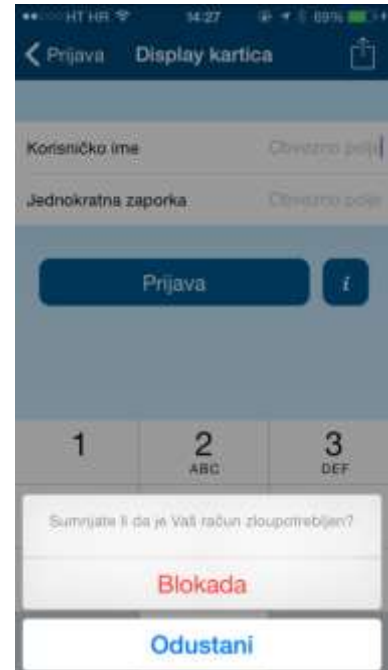 HT HR 14:27 69%
Prijava Display kartica
Korisničko ime Obvezno polje
Jednokratna zaporka Obvezno polje
Prijava i
1 2 3
ABC DEF
Sumnjate li da je Vaš račun zloupotrebljen?
Blokada
Odustani